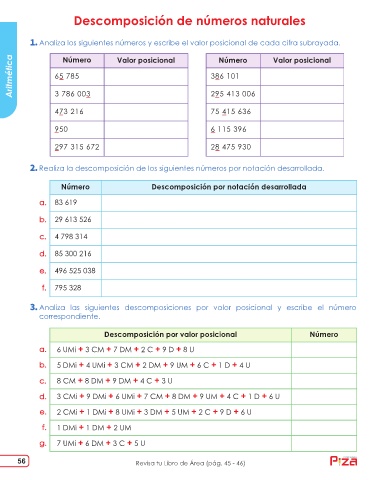 Descomposición de números naturales
Aritmética
1. Analiza los siguientes números y escribe el valor posicional de cada cifra subrayada.
Número Valor posicional Número Valor posicional
65 785 386 101
3 786 003 295 413 006
473 216 75 415 636
950 6 115 396
297 315 672 28 475 930
2. Realiza la descomposición de los siguientes números por notación desarrollada.
Número Descomposición por notación desarrollada
a. 83 619
b. 29 613 526
c. 4 798 314
d. 85 300 216
e. 496 525 038
f. 795 328
3. Analiza las siguientes descomposiciones por valor posicional y escribe el número
correspondiente.
Descomposición por valor posicional Número
a. 6 UMi + 3 CM + 7 DM + 2 C + 9 D + 8 U
b. 5 DMi + 4 UMi + 3 CM + 2 DM + 9 UM + 6 C + 1 D + 4 U
c. 8 CM + 8 DM + 9 DM + 4 C + 3 U
d. 3 CMi + 9 DMi + 6 UMi + 7 CM + 8 DM + 9 UM + 4 C + 1 D + 6 U
e. 2 CMi + 1 DMi + 8 UMi + 3 DM + 5 UM + 2 C + 9 D + 6 U
f. 1 DMi + 1 DM + 2 UM
g. 7 UMi + 6 DM + 3 C + 5 U
56 Revisa tu Libro de Área (pág. 45 - 46)